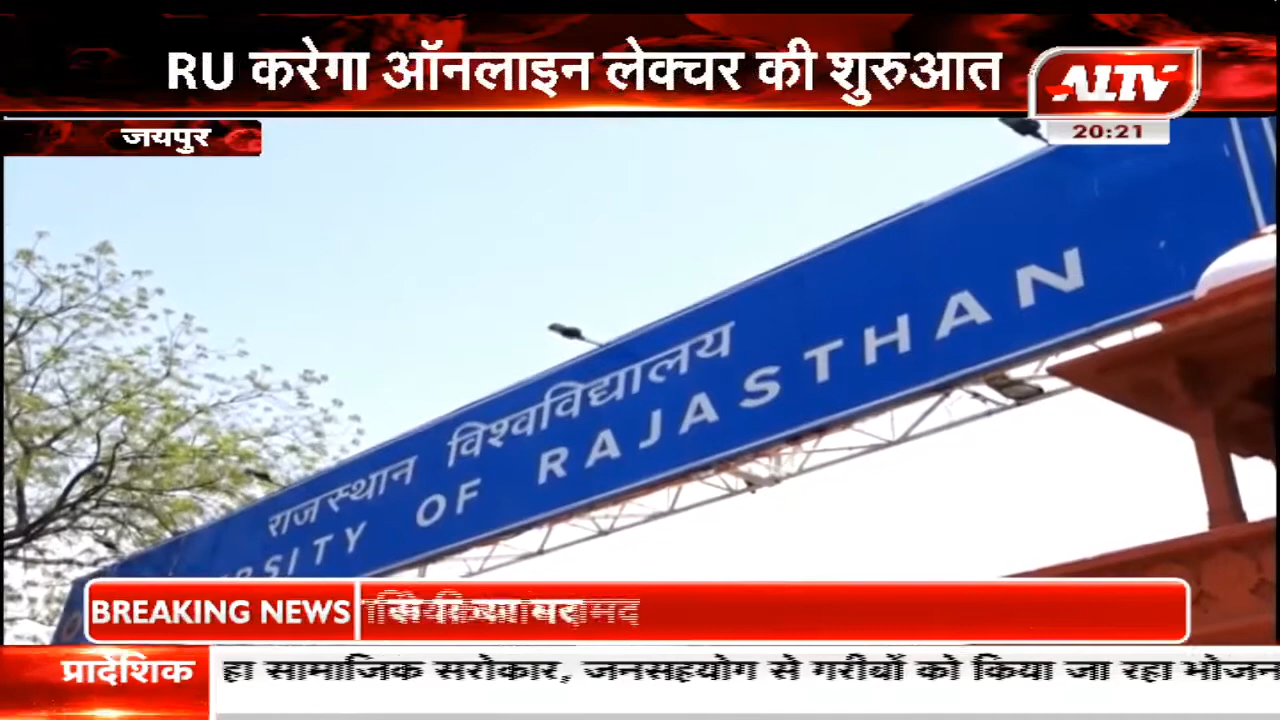 RU करेगा ऑनलाइन लेक्चर की शुरुआत
ALTV
20:21
जयपुर
राजस्थान विश्वविद्यालय
RSITY OF RAJASTHAN
BREAKING NEWS
प्रादेशिक
हा सामाजिक सरोकार, जनसहयोग से गरीबों को किया जा रहा भोजन